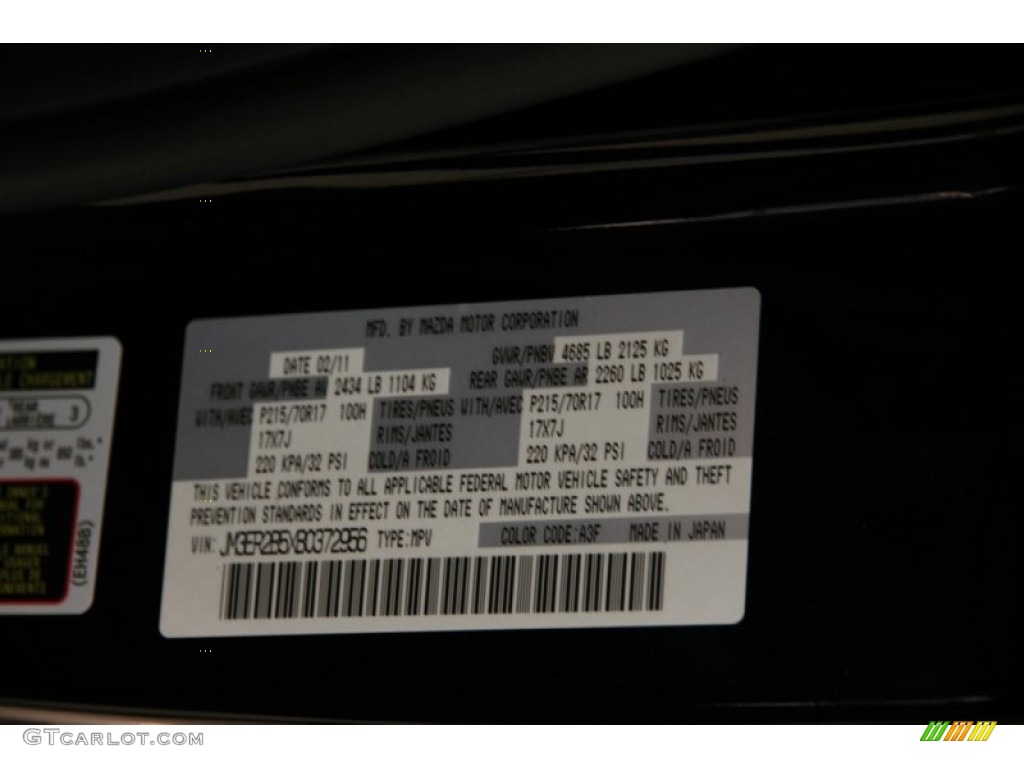 MFD. BY MAZDA MOTOR CORPORATION
DATE 02/11 GVWR/PNBV 4685 LB 2125 KG
FRONT GAWR/PNBE AV 2434 LB 1104 KG REAR GAWR/PNBE AR 2260 LB 1025 KG
WITH/AVEC P215/70R17 100H TIRES/PNEUS WITH/AVEC P215/70R17 100H TIRES/PNEUS
17X7J RIMS/JANTES 17X7J RIMS/JANTES
220 KPA/32 PSI COLD/A FROID 220 KPA/32 PSI COLD/A FROID
THIS VEHICLE CONFORMS TO ALL APPLICABLE FEDERAL MOTOR VEHICLE SAFETY AND THEFT
PREVENTION STANDARDS IN EFFECT ON THE DATE OF MANUFACTURE SHOWN ABOVE.
VIN: JM3ER2B5XB0372956 TYPE:MPV COLOR CODE:A3F MADE IN JAPAN
REAR
ARRIERE 3
(EH48B)
GTCARLOT.COM